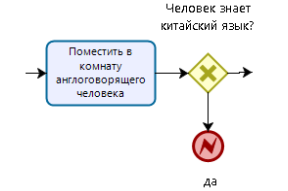 Человек знает
китайский язык?
Поместить в
комнату
англоговорящего
человека
да